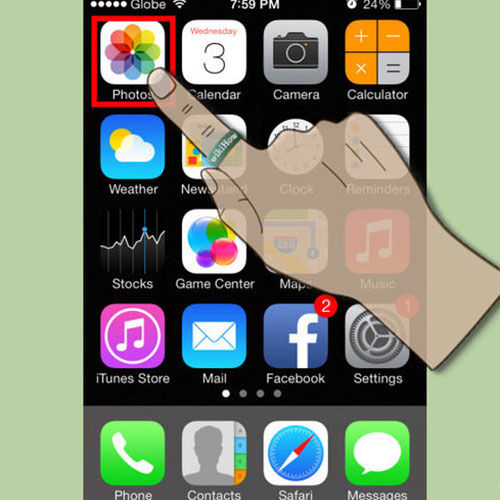 Globe 7:59 PM 24%
Wednesday
3
Photos Calendar Camera Calculator
wikiHow
Weather Newsstand Clock Reminders
280
Stocks Game Center Maps Music
2 1
iTunes Store Mail Facebook Settings
Phone Contacts Safari Messages